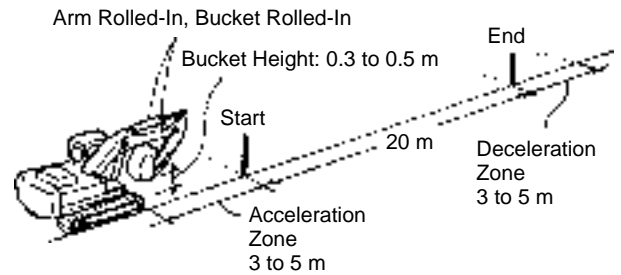 Arm Rolled-In, Bucket Rolled-In
Bucket Height: 0.3 to 0.5 m
Start
End
20 m
Acceleration
Zone
3 to 5 m
Deceleration
Zone
3 to 5 m